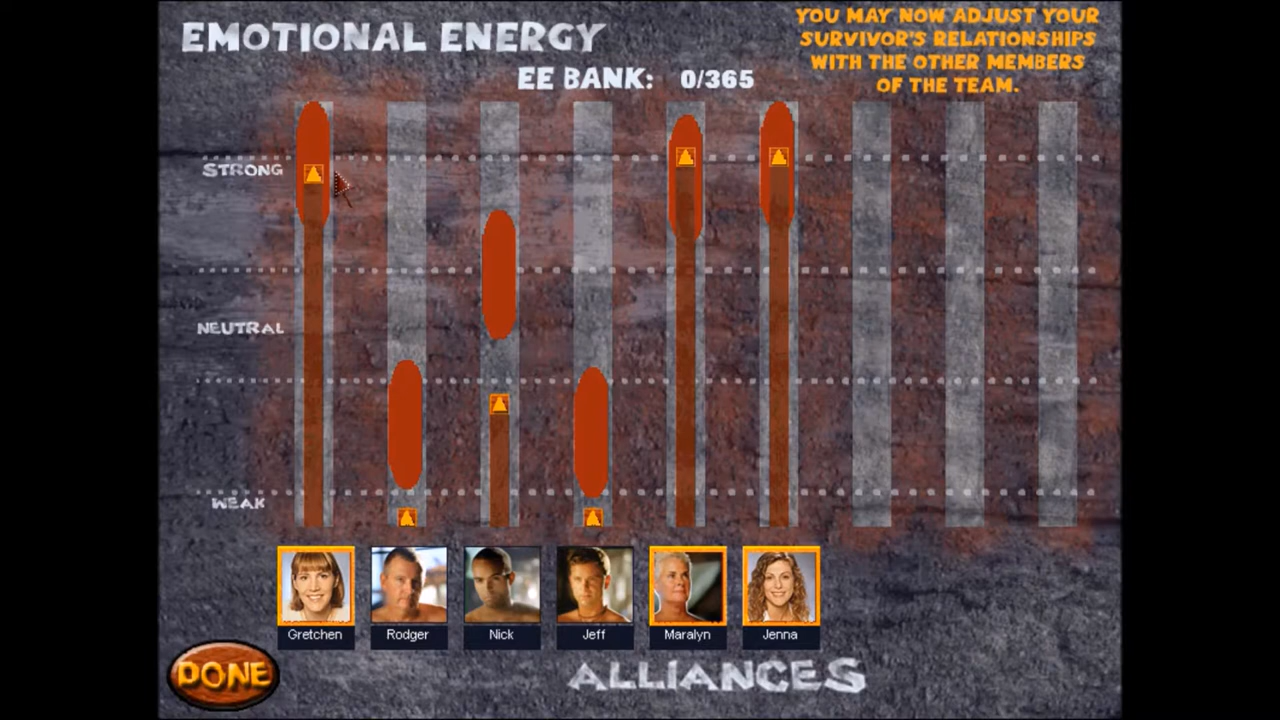 EMOTIONAL ENERGY
YOU MAY NOW ADJUST YOUR
SURVIVOR'S RELATIONSHIPS
WITH THE OTHER MEMBERS
OF THE TEAM.
EE BANK: 0/365
STRONG
NEUTRAL
WEAK
Gretchen Rodger Nick Jeff Maralyn Jenna
DONE
ALLIANCES